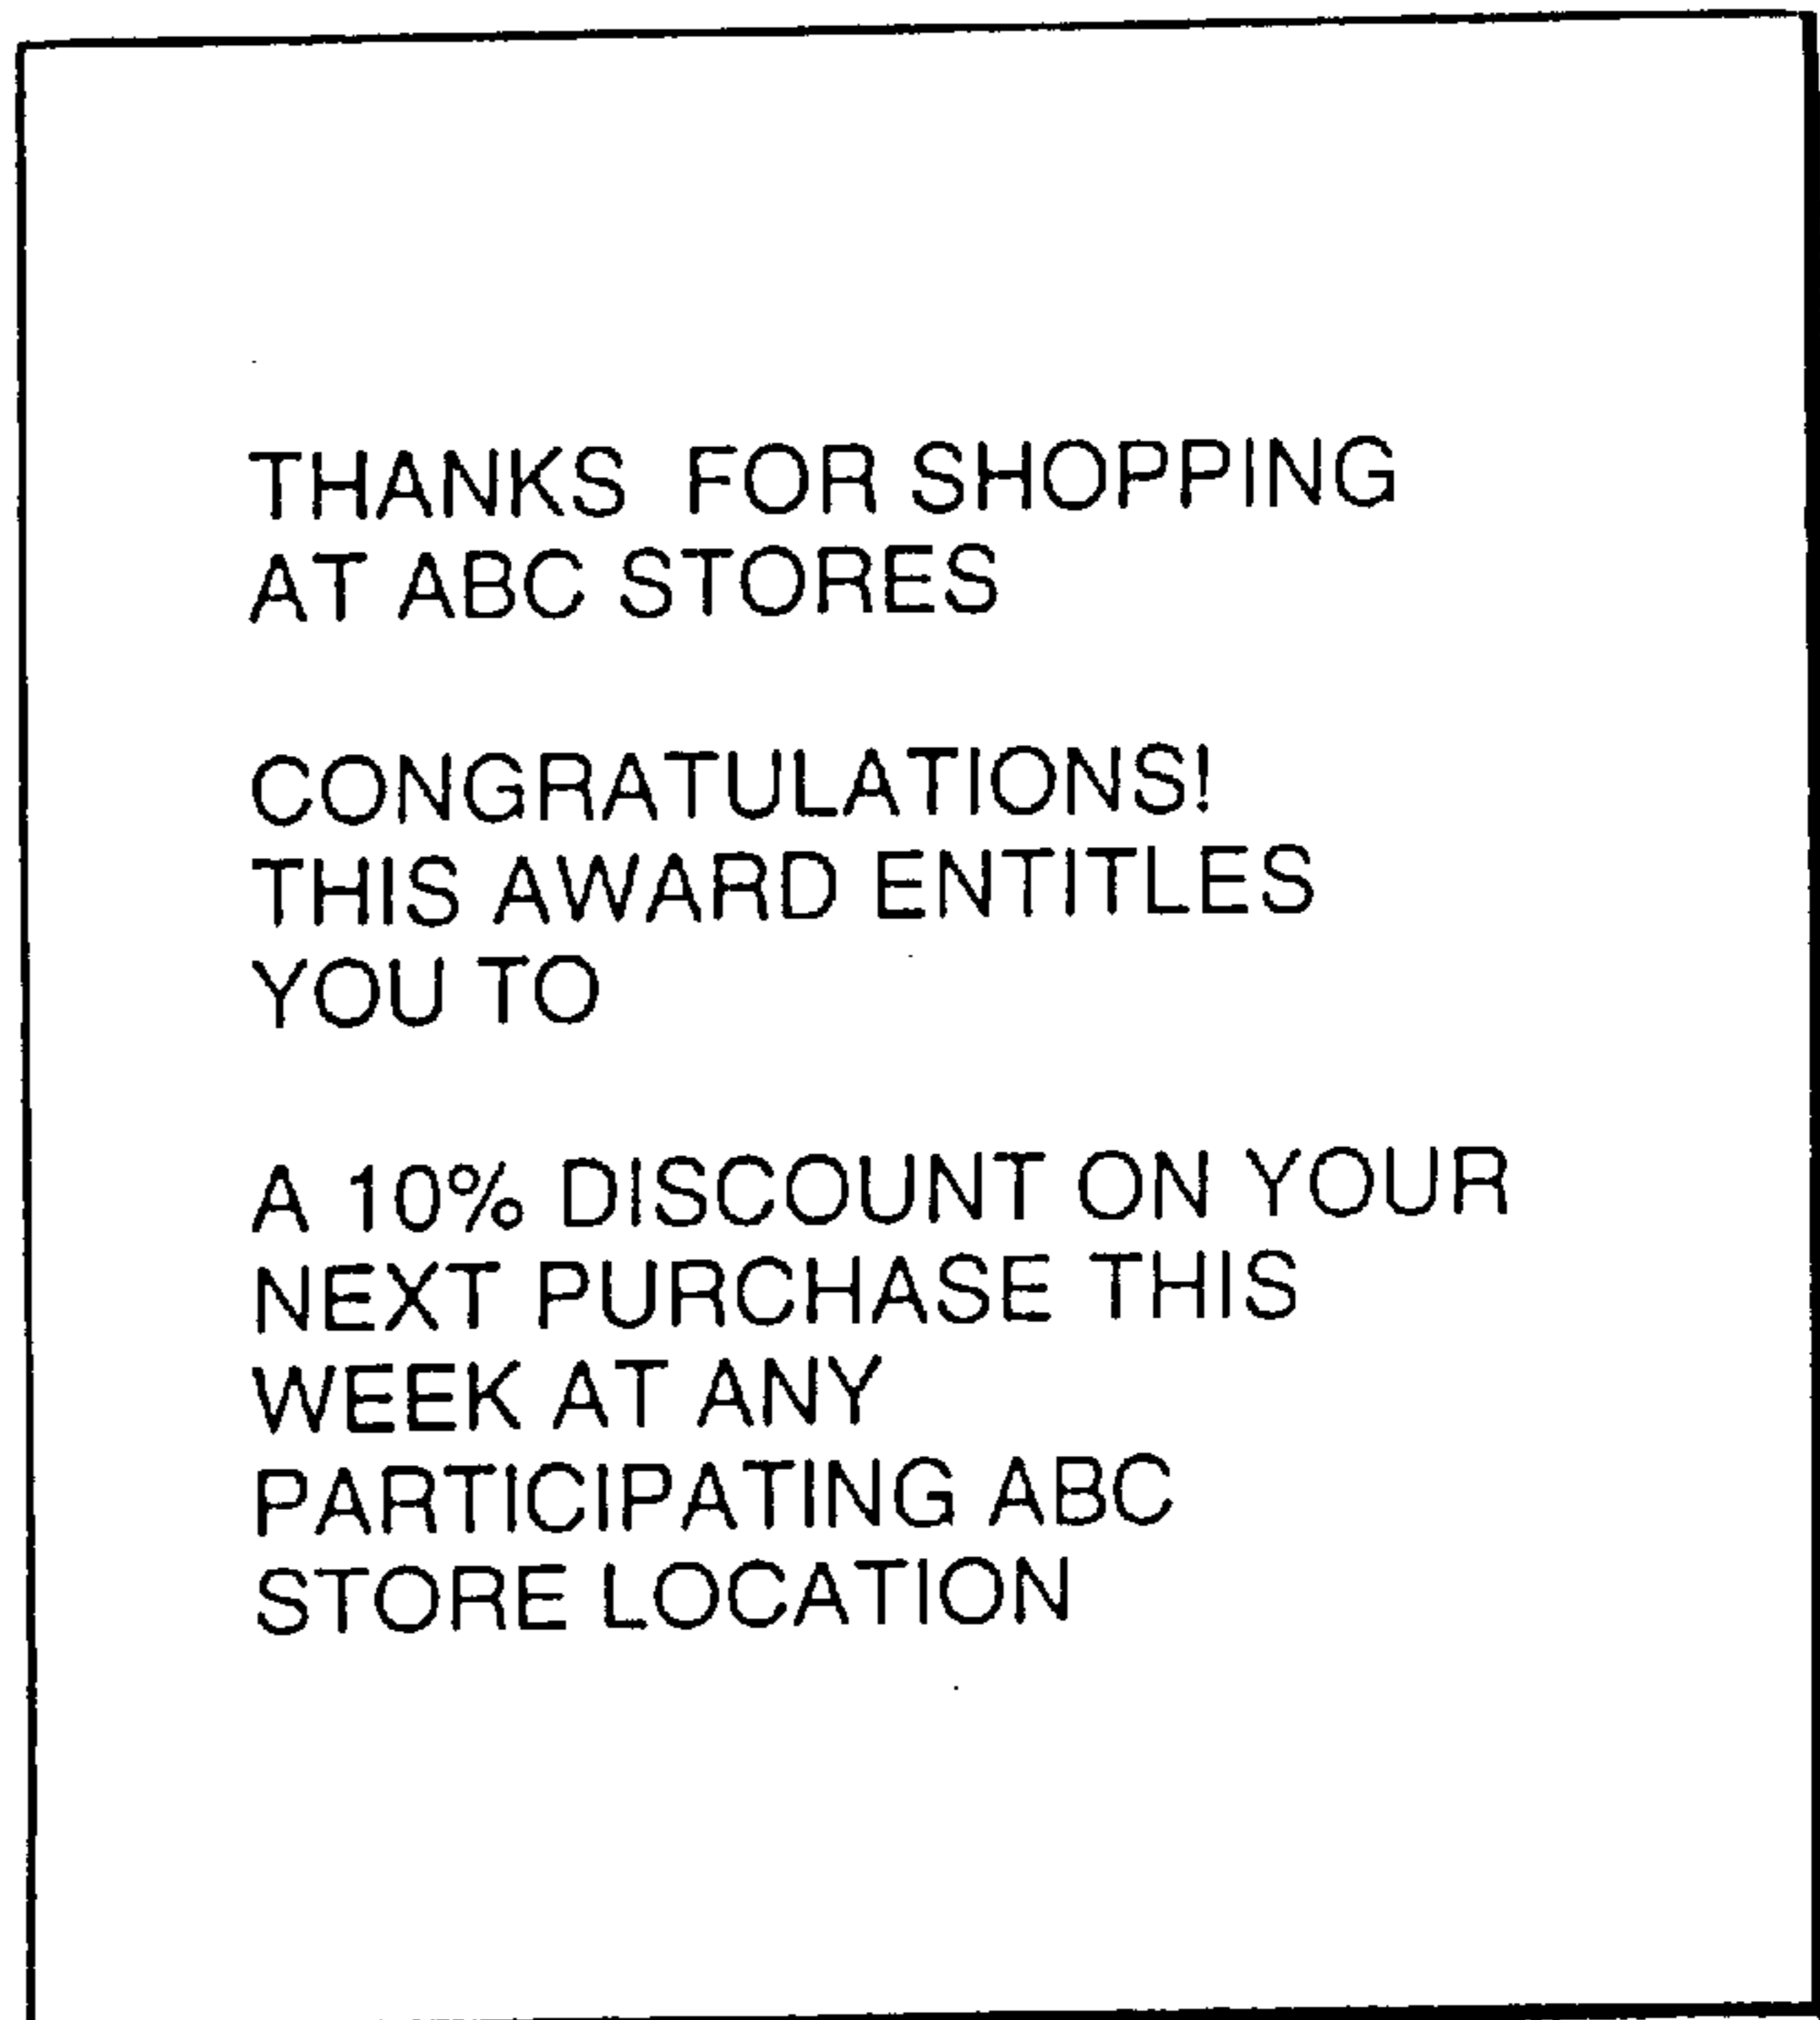 THANKS FOR SHOPPING
AT ABC STORES
CONGRATULATIONS!
THIS AWARD ENTITLES
YOU TO
A 10% DISCOUNT ON YOUR
NEXT PURCHASE THIS
WEEK AT ANY
PARTICIPATING ABC
STORE LOCATION